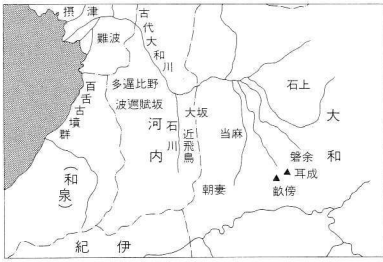 摂津
難波
古代大和川
百舌古墳群
多遅比野
波邇賦坂
河内
石川
大坂
近飛鳥
当麻
石上
大和
磐余
耳成
畝傍
朝妻
(和泉)
紀伊